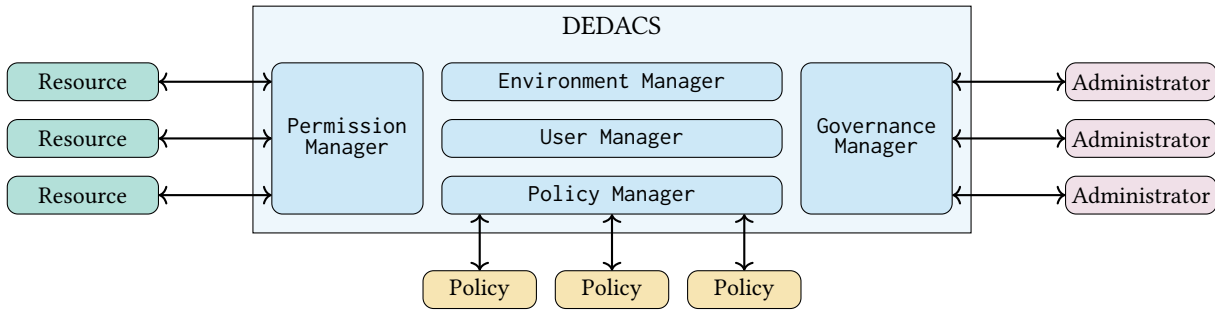 DEDACS
Resource
Resource
Resource
Permission
Manager
Environment Manager
User Manager
Policy Manager
Governance
Manager
Administrator
Administrator
Administrator
Policy
Policy
Policy